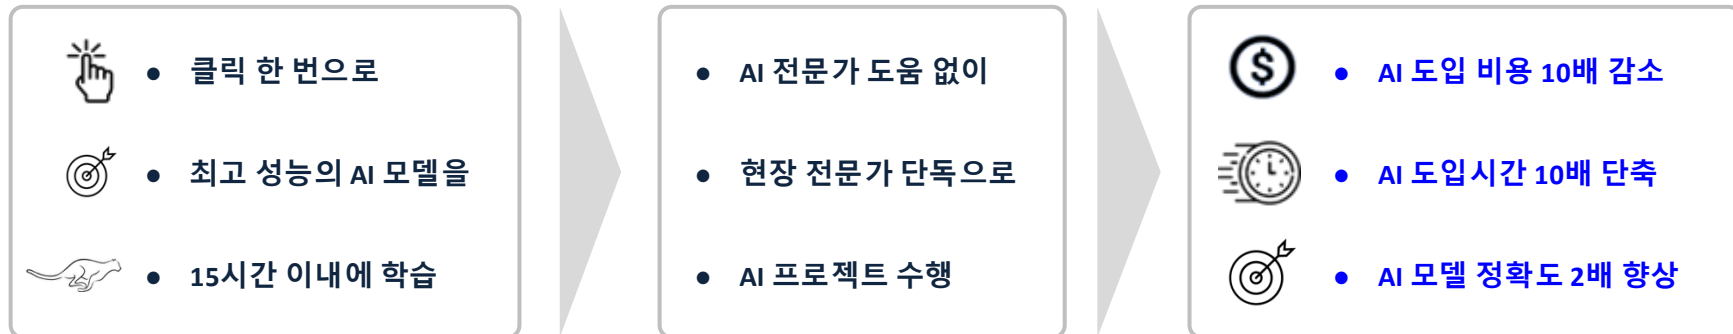 ● 클릭 한 번으로
● 최고 성능의 AI 모델을
● 15시간 이내에 학습
● AI 전문가 도움 없이
● 현장 전문가 단독으로
● AI 프로젝트 수행
$
● AI 도입 비용 10배 감소
● AI 도입시간 10배 단축
● AI 모델 정확도 2배 향상